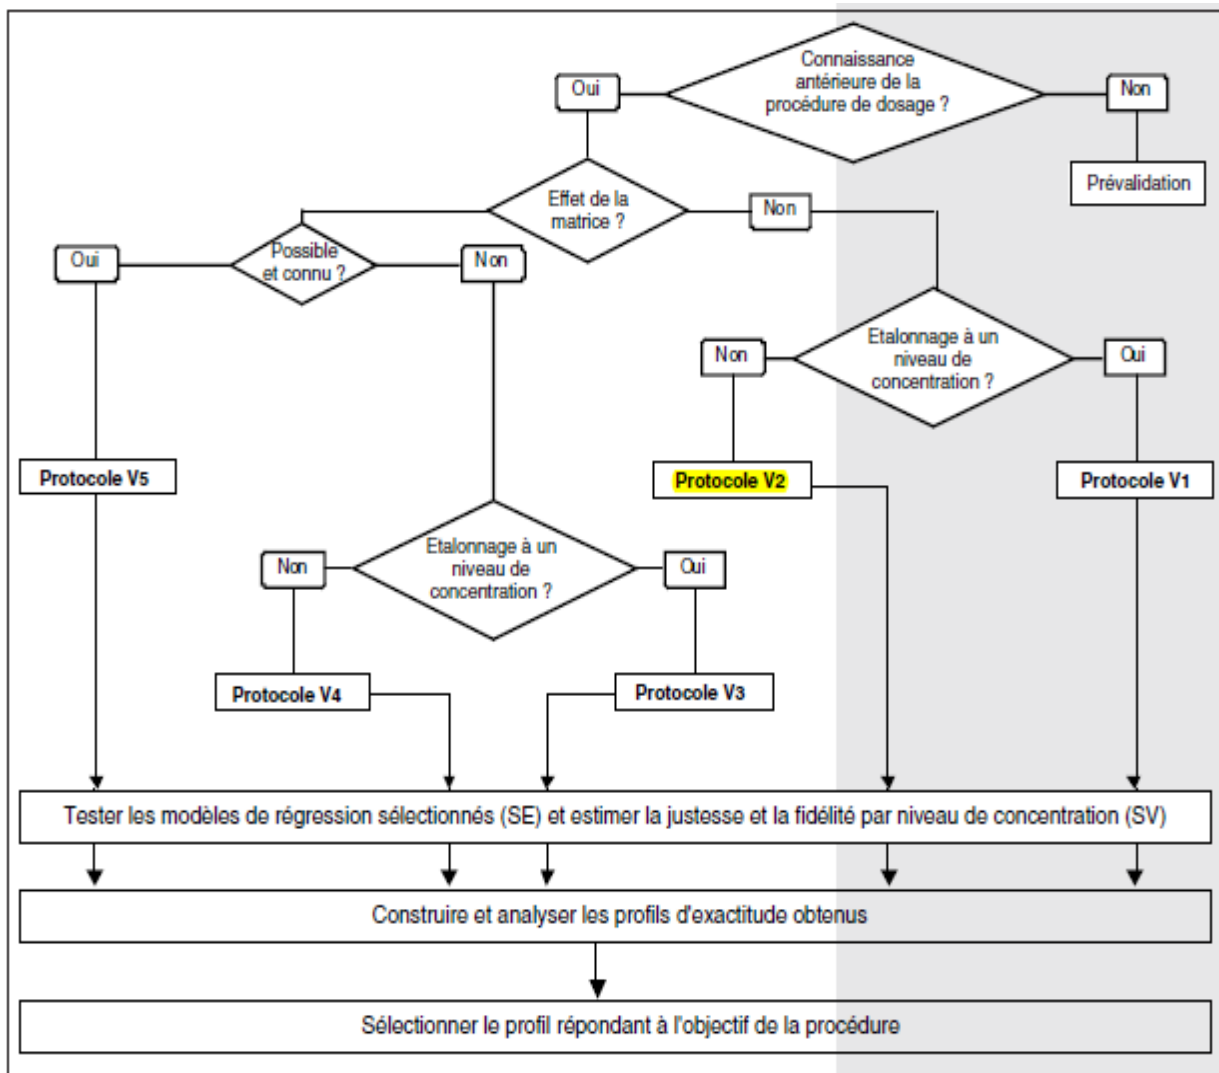 Connaissance
antérieure de la
procédure de dosage ?
Oui
Non
Prévalidation
Effet de la
matrice ?
Non
Possible
et connu ?
Oui
Non
Etalonnage à un
niveau de
concentration ?
Non
Oui
Protocole V5
Protocole V2
Protocole V1
Etalonnage à un
niveau de
concentration ?
Non
Oui
Protocole V4
Protocole V3
Tester les modèles de régression sélectionnés (SE) et estimer la justesse et la fidélité par niveau de concentration (SV)
Construire et analyser les profils d'exactitude obtenus
Sélectionner le profil répondant à l'objectif de la procédure